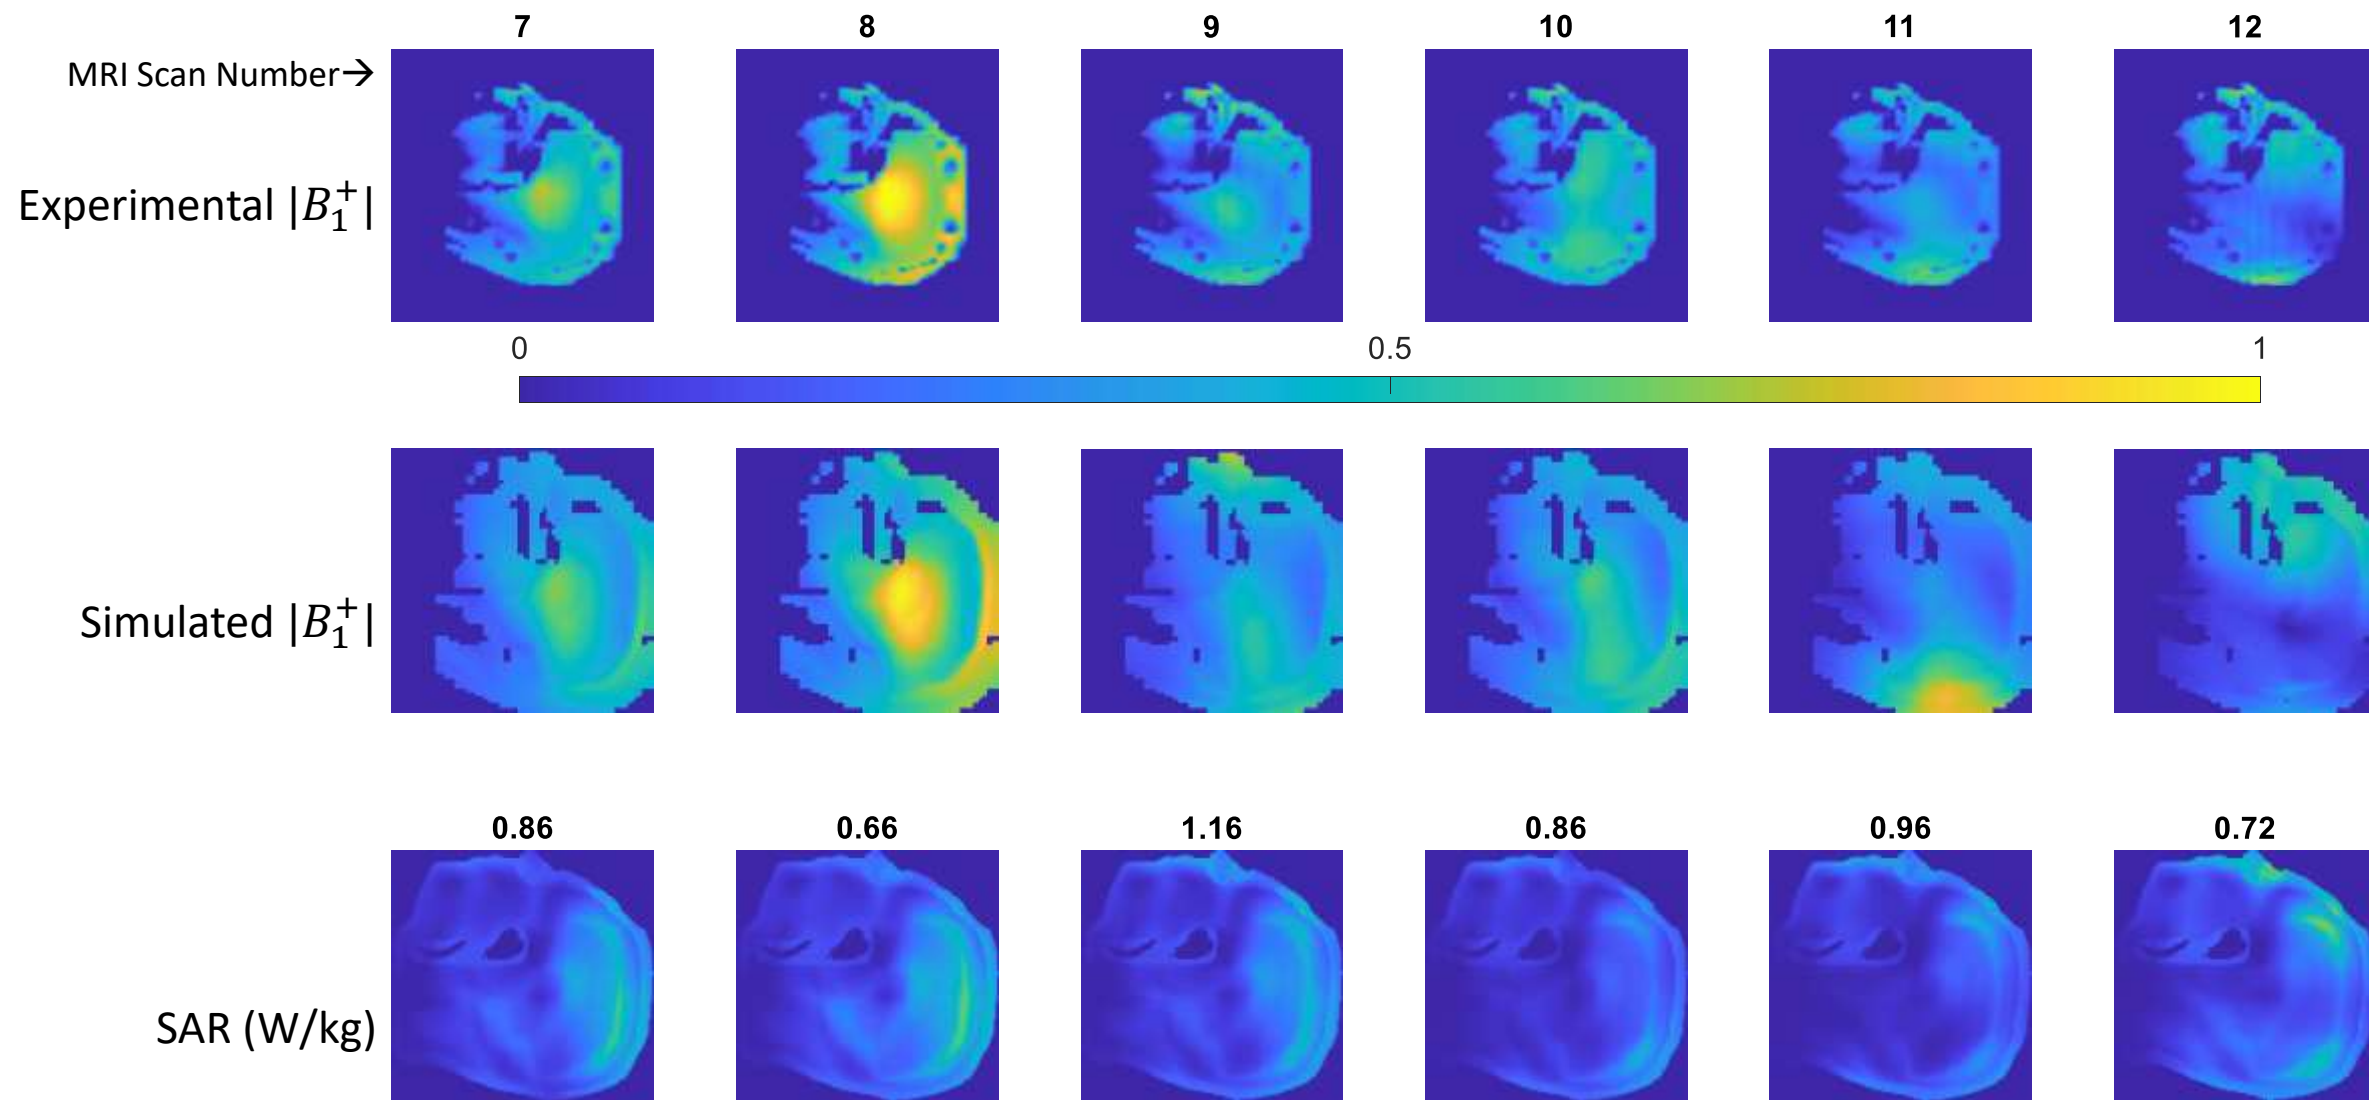 7 8 9 10 11 12
MRI Scan Number→
Experimental |B₁⁺|
0 0.5 1
Simulated |B₁⁺|
0.86 0.66 1.16 0.86 0.96 0.72
SAR (W/kg)